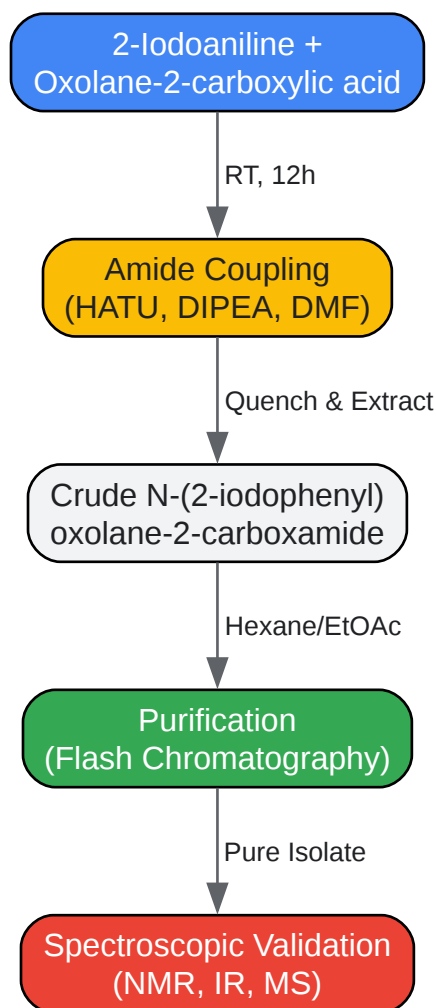 2-Iodoaniline +
Oxolane-2-carboxylic acid
RT, 12h
Amide Coupling
(HATU, DIPEA, DMF)
Quench & Extract
Crude N-(2-iodophenyl)
oxolane-2-carboxamide
Hexane/EtOAc
Purification
(Flash Chromatography)
Pure Isolate
Spectroscopic Validation
(NMR, IR, MS)